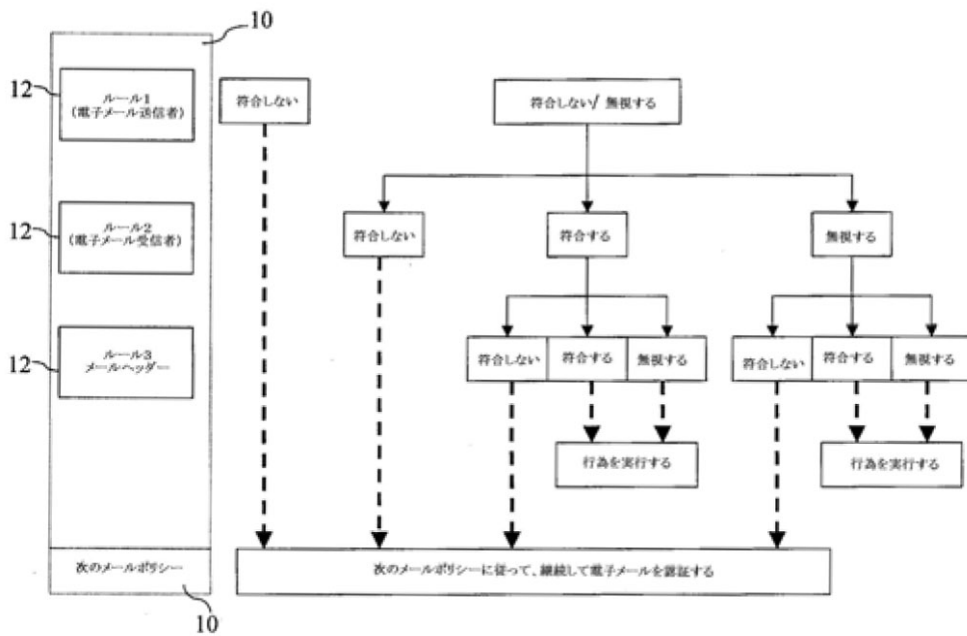 10
12
ルール1
(電子メール送信者)
符合しない
符合しない/ 無視する
12
ルール2
(電子メール受信者)
符合しない
符合する
無視する
12
ルール3
メールヘッダー
符合しない
符合する
無視する
符合しない
符合する
無視する
行為を実行する
行為を実行する
次のメールポリシー
次のメールポリシーに従って、継続して電子メールを認証する
10